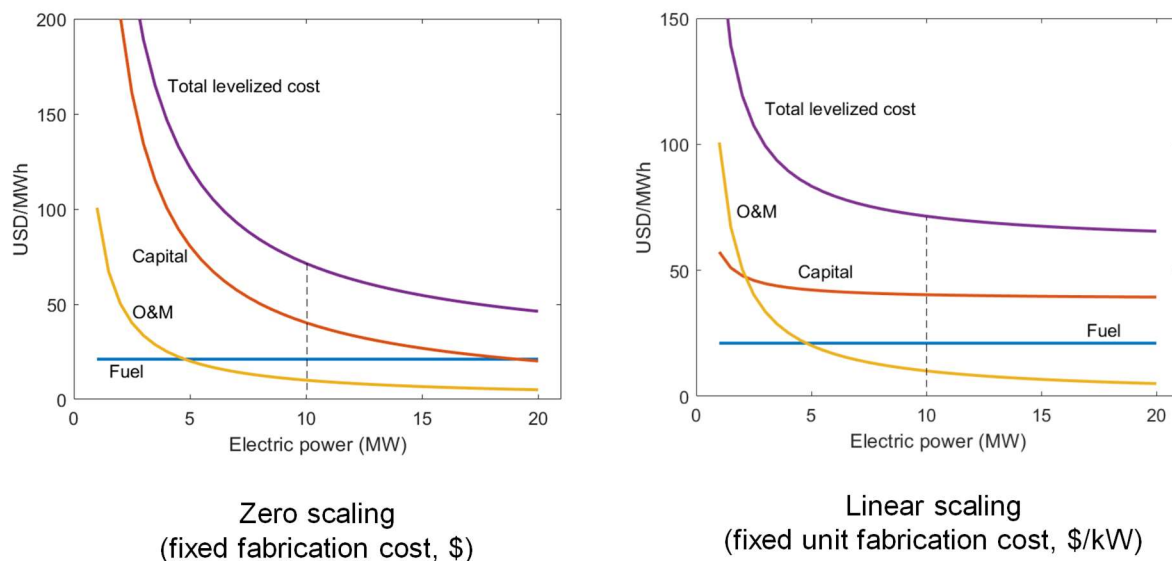 200
150
100
50
0
USD/MWh
Total levelized cost
Capital
O&M
Fuel
0
5
10
15
20
Electric power (MW)
Zero scaling
(fixed fabrication cost, $)
150
100
50
0
USD/MWh
Total levelized cost
O&M
Capital
Fuel
0
5
10
15
20
Electric power (MW)
Linear scaling
(fixed unit fabrication cost, $/kW)